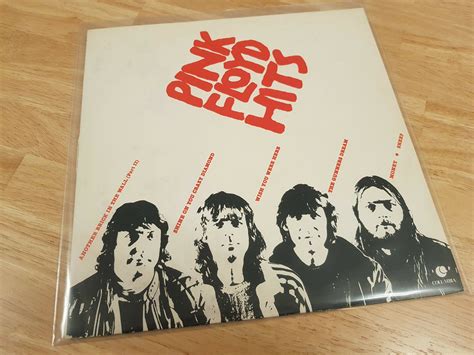 PINK
FLOYD
HITS
ANOTHER BRICK IN THE WALL (Part II)
SHINE ON YOU CRAZY DIAMOND
WISH YOU WERE HERE
THE GUNNERS DREAM
MONEY • SHEEP
COLUMBIA